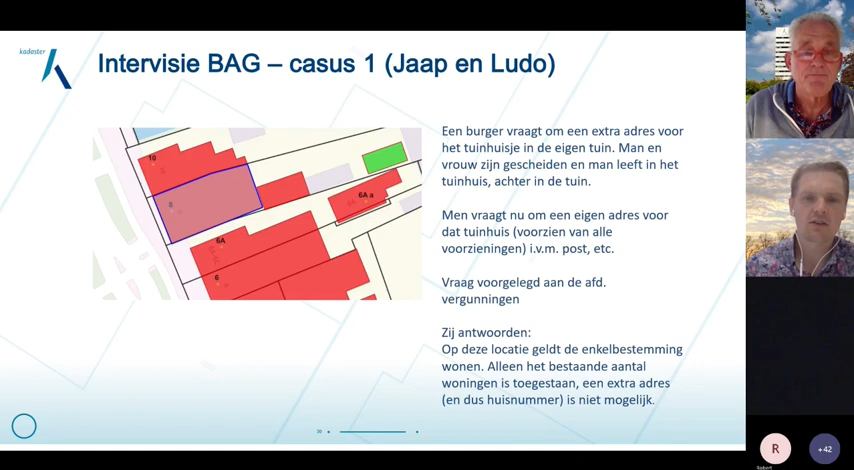 kadaster
Intervisie BAG – casus 1 (Jaap en Ludo)
Een burger vraagt om een extra adres voor
het tuinhuisje in de eigen tuin. Man en
vrouw zijn gescheiden en man leeft in het
tuinhuis, achter in de tuin.
Men vraagt nu om een eigen adres voor
dat tuinhuis (voorzien van alle
voorzieningen) i.v.m. post, etc.
Vraag voorgelegd aan de afd.
vergunningen
Zij antwoorden:
Op deze locatie geldt de enkelbestemming
wonen. Alleen het bestaande aantal
woningen is toegestaan, een extra adres
(en dus huisnummer) is niet mogelijk.
10
8
6A a
6A
6
20
R
+42
Robert